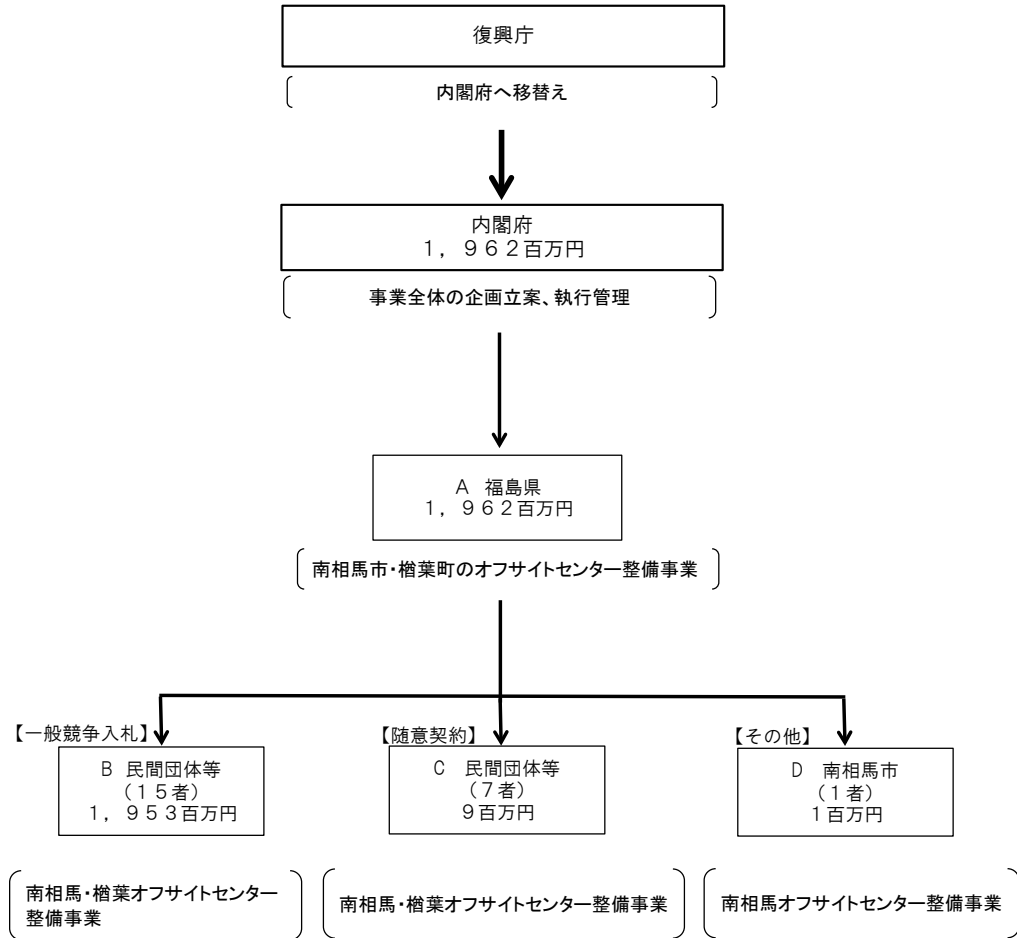 復興庁
内閣府へ移替え
内閣府
１，９６２百万円
事業全体の企画立案、執行管理
A 福島県
１，９６２百万円
南相馬市・楢葉町のオフサイトセンター整備事業
【一般競争入札】
B 民間団体等
（１５者）
１，９５３百万円
南相馬・楢葉オフサイトセンター
整備事業
【随意契約】
C 民間団体等
（７者）
９百万円
南相馬・楢葉オフサイトセンター整備事業
【その他】
D 南相馬市
（１者）
１百万円
南相馬オフサイトセンター整備事業